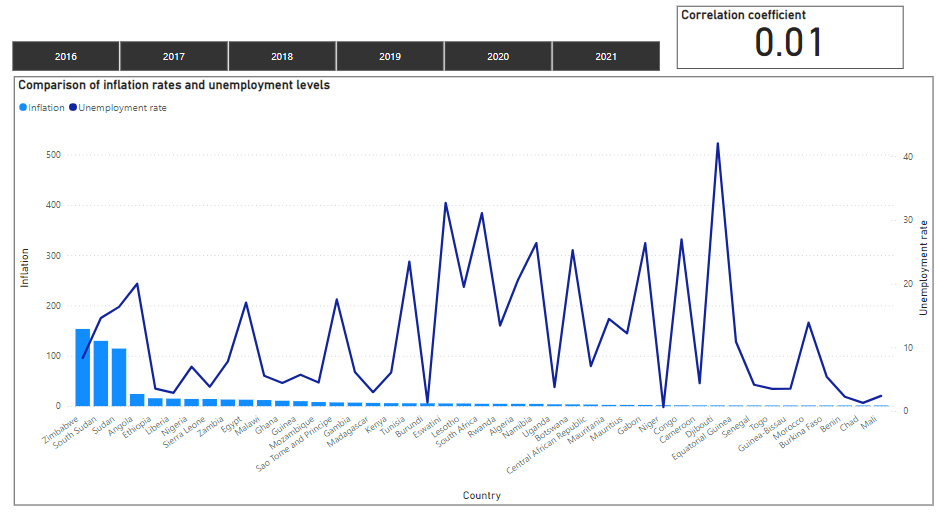 Correlation coefficient
0.01
2016 2017 2018 2019 2020 2021
Comparison of inflation rates and unemployment levels
Inflation Unemployment rate
500
400
300
200
100
0
Inflation
40
30
20
10
0
Unemployment rate
Zimbabwe
South Sudan
Sudan
Angola
Ethiopia
Liberia
Nigeria
Sierra Leone
Zambia
Egypt
Malawi
Ghana
Guinea
Mozambique
Sao Tome and Principe
Gambia
Madagascar
Kenya
Tunisia
Burundi
Eswatini
Lesotho
South Africa
Rwanda
Algeria
Namibia
Uganda
Botswana
Central African Republic
Mauritania
Mauritius
Gabon
Niger
Congo
Cameroon
Djibouti
Equatorial Guinea
Senegal
Togo
Guinea-Bissau
Morocco
Burkina Faso
Benin
Chad
Mali
Country